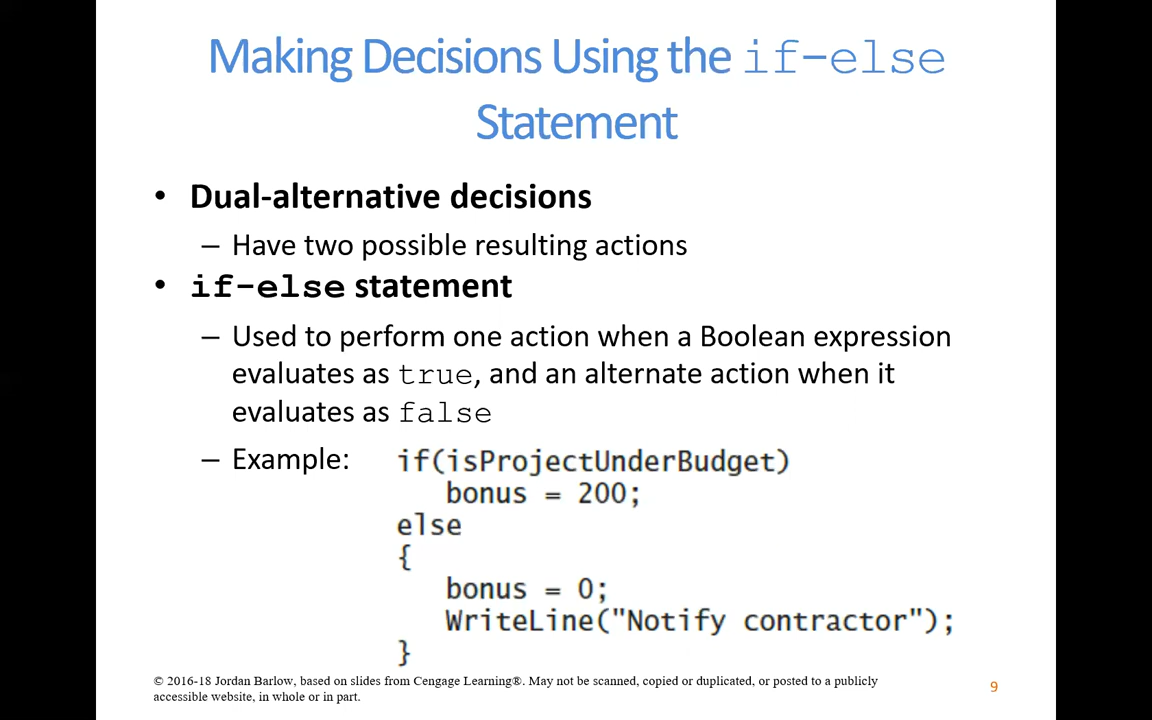 Making Decisions Using the if-else
Statement
• Dual-alternative decisions
– Have two possible resulting actions
• if-else statement
– Used to perform one action when a Boolean expression
evaluates as true, and an alternate action when it
evaluates as false
– Example:
if(isProjectUnderBudget)
bonus = 200;
else
{
bonus = 0;
WriteLine("Notify contractor");
}
© 2016-18 Jordan Barlow, based on slides from Cengage Learning®. May not be scanned, copied or duplicated, or posted to a publicly
accessible website, in whole or in part.
9